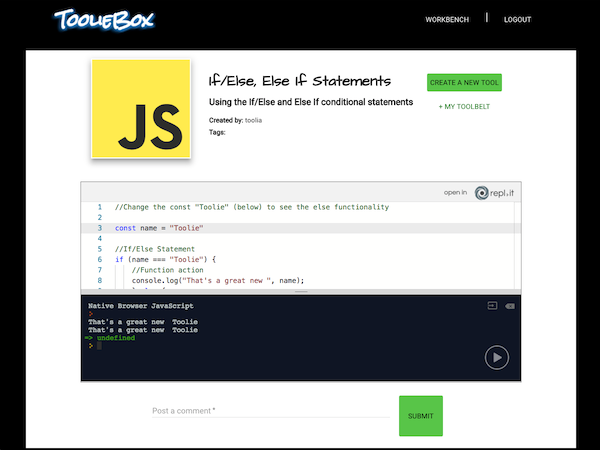 TOOLIEBOX
WORKBENCH | LOGOUT
JS
If/Else, Else If Statements
CREATE A NEW TOOL
Using the If/Else and Else If conditional statements
+ MY TOOLBELT
Created by: toolia
Tags:
open in repl.it
1 //Change the const "Toolie" (below) to see the else functionality
2
3 const name = "Toolie"
4
5 //If/Else Statement
6 if (name === "Toolie") {
7 //Function action
8 console.log("That's a great new ", name);
Native Browser JavaScript
>
That's a great new  Toolie
That's a great new  Toolie
=> undefined
>
Post a comment *
SUBMIT